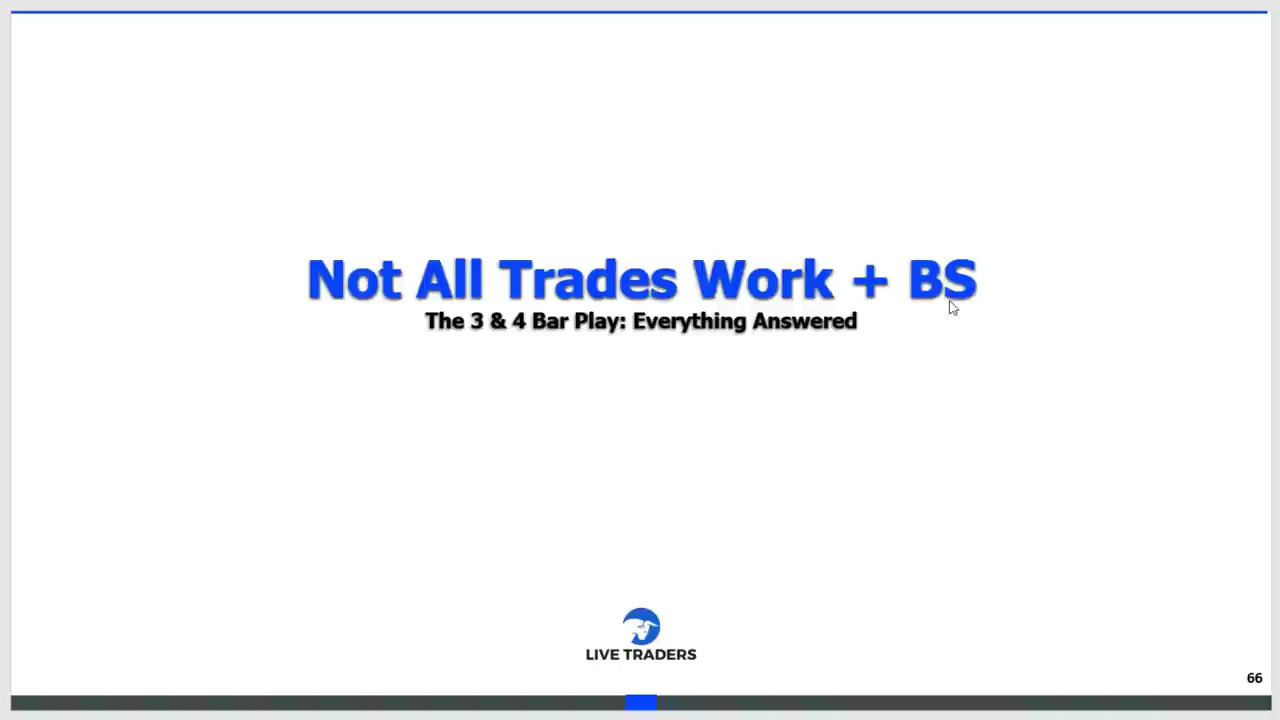 Not All Trades Work + BS
The 3 & 4 Bar Play: Everything Answered
LIVE TRADERS
66